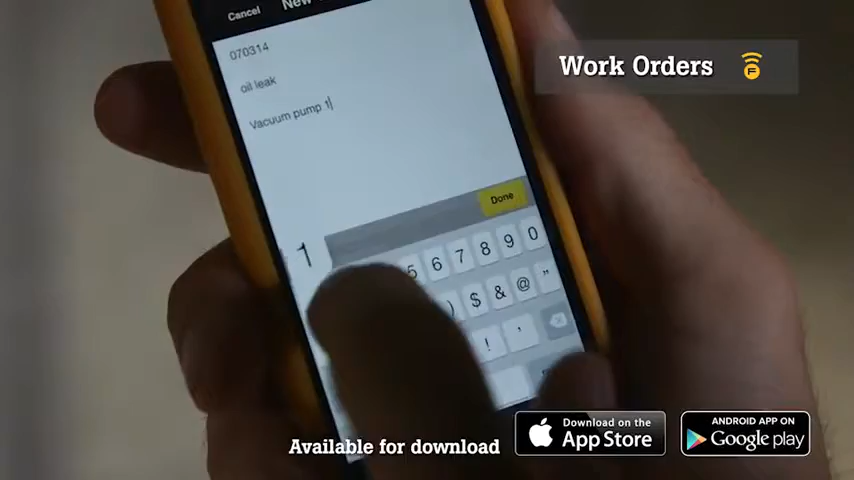 Cancel
New
070314
oil leak
Vacuum pump 1
Work Orders
F
Done
1
5 6 7 8 9 0
) $ & @ "
! '
Available for download
Download on the
App Store
ANDROID APP ON
Google play